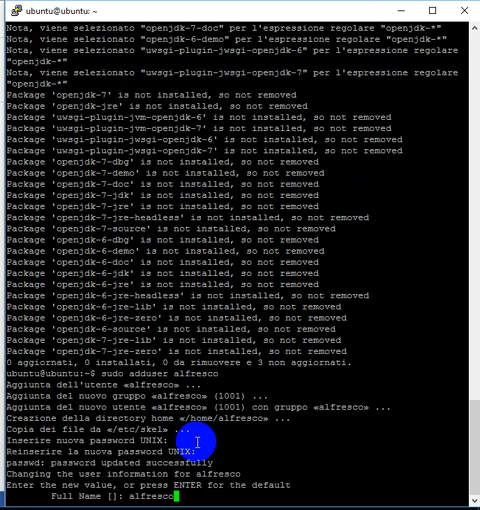 ubuntu@ubuntu: ~
Nota, viene selezionato "openjdk-7-doc" per l'espressione regolare "openjdk-*"
Nota, viene selezionato "openjdk-6-demo" per l'espressione regolare "openjdk-*"
Nota, viene selezionato "uwsgi-plugin-jwsgi-openjdk-6" per l'espressione regolare
"openjdk-*"
Nota, viene selezionato "uwsgi-plugin-jwsgi-openjdk-7" per l'espressione regolare
"openjdk-*"
Package 'openjdk-7' is not installed, so not removed
Package 'openjdk-jre' is not installed, so not removed
Package 'uwsgi-plugin-jvm-openjdk-6' is not installed, so not removed
Package 'uwsgi-plugin-jvm-openjdk-7' is not installed, so not removed
Package 'uwsgi-plugin-jwsgi-openjdk-6' is not installed, so not removed
Package 'uwsgi-plugin-jwsgi-openjdk-7' is not installed, so not removed
Package 'openjdk-7-dbg' is not installed, so not removed
Package 'openjdk-7-demo' is not installed, so not removed
Package 'openjdk-7-doc' is not installed, so not removed
Package 'openjdk-7-jdk' is not installed, so not removed
Package 'openjdk-7-jre' is not installed, so not removed
Package 'openjdk-7-jre-headless' is not installed, so not removed
Package 'openjdk-7-source' is not installed, so not removed
Package 'openjdk-6-dbg' is not installed, so not removed
Package 'openjdk-6-demo' is not installed, so not removed
Package 'openjdk-6-doc' is not installed, so not removed
Package 'openjdk-6-jdk' is not installed, so not removed
Package 'openjdk-6-jre' is not installed, so not removed
Package 'openjdk-6-jre-headless' is not installed, so not removed
Package 'openjdk-6-jre-lib' is not installed, so not removed
Package 'openjdk-6-jre-zero' is not installed, so not removed
Package 'openjdk-6-source' is not installed, so not removed
Package 'openjdk-7-jre-lib' is not installed, so not removed
Package 'openjdk-7-jre-zero' is not installed, so not removed
0 aggiornati, 0 installati, 0 da rimuovere e 3 non aggiornati.
ubuntu@ubuntu:~$ sudo adduser alfresco
Aggiunta dell'utente «alfresco» ...
Aggiunta del nuovo gruppo «alfresco» (1001) ...
Aggiunta del nuovo utente «alfresco» (1001) con gruppo «alfresco» ...
Creazione della directory home «/home/alfresco» ...
Copia dei file da «/etc/skel» ...
Inserire nuova password UNIX:
Reinserire la nuova password UNIX:
passwd: password updated successfully
Changing the user information for alfresco
Enter the new value, or press ENTER for the default
Full Name []: alfresco